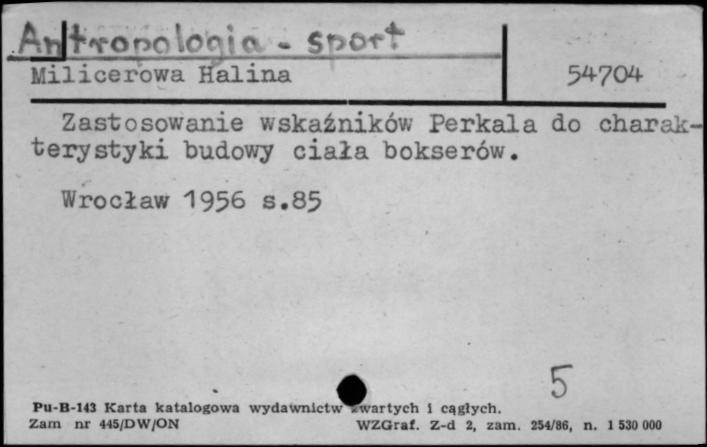 Antropologia - sport
Milicerowa Halina 54704
Zastosowanie wskaźników Perkala do charak-
terystyki budowy ciała bokserów.
Wrocław 1956 s.85
5
Pu-B-143 Karta katalogowa wydawnictw zwartych i cągłych.
Zam nr 445/DW/ON WZGraf. Z-d 2, zam. 254/86, n. 1 530 000